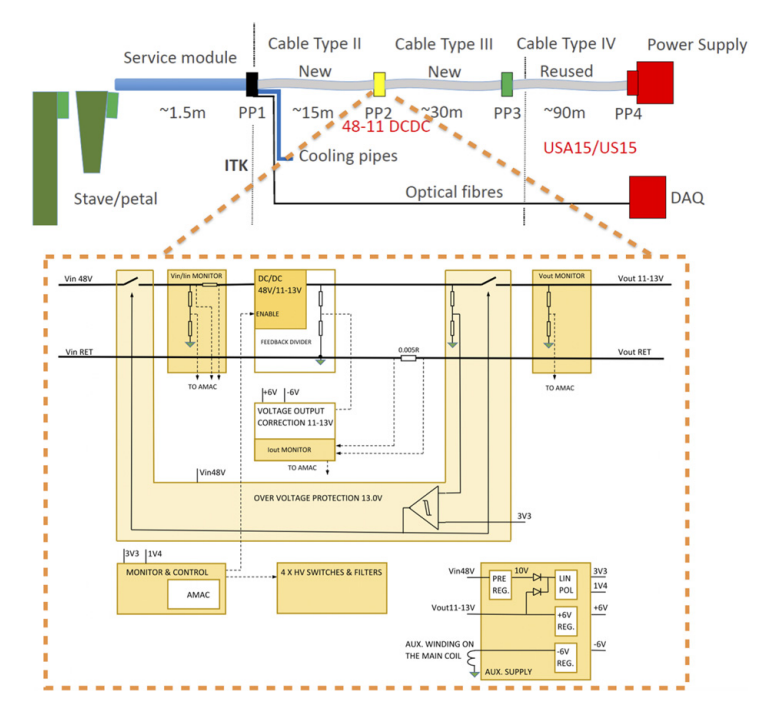 Service module
Cable Type II
Cable Type III
Cable Type IV
Power Supply
New
New
Reused
~1.5m
PP1
~15m
PP2
~30m
PP3
~90m
PP4
48-11 DCDC
USA15/US15
ITK
Cooling pipes
Stave/petal
Optical fibres
DAQ
Vin 48V
Vin/Iin MONITOR
DC/DC
48V/11-13V
ENABLE
FEEDBACK DIVIDER
Vout MONITOR
Vout 11-13V
Vin RET
0.005R
Vout RET
TO AMAC
TO AMAC
+6V
-6V
VOLTAGE OUTPUT
CORRECTION 11-13V
Iout MONITOR
TO AMAC
Vin48V
OVER VOLTAGE PROTECTION 13.0V
3V3
3V3
1V4
MONITOR & CONTROL
AMAC
4 X HV SWITCHES & FILTERS
Vin48V
PRE
REG.
10V
LIN
POL
3V3
1V4
Vout11-13V
+6V
REG.
+6V
AUX. WINDING ON
THE MAIN COIL
-6V
REG.
-6V
AUX. SUPPLY